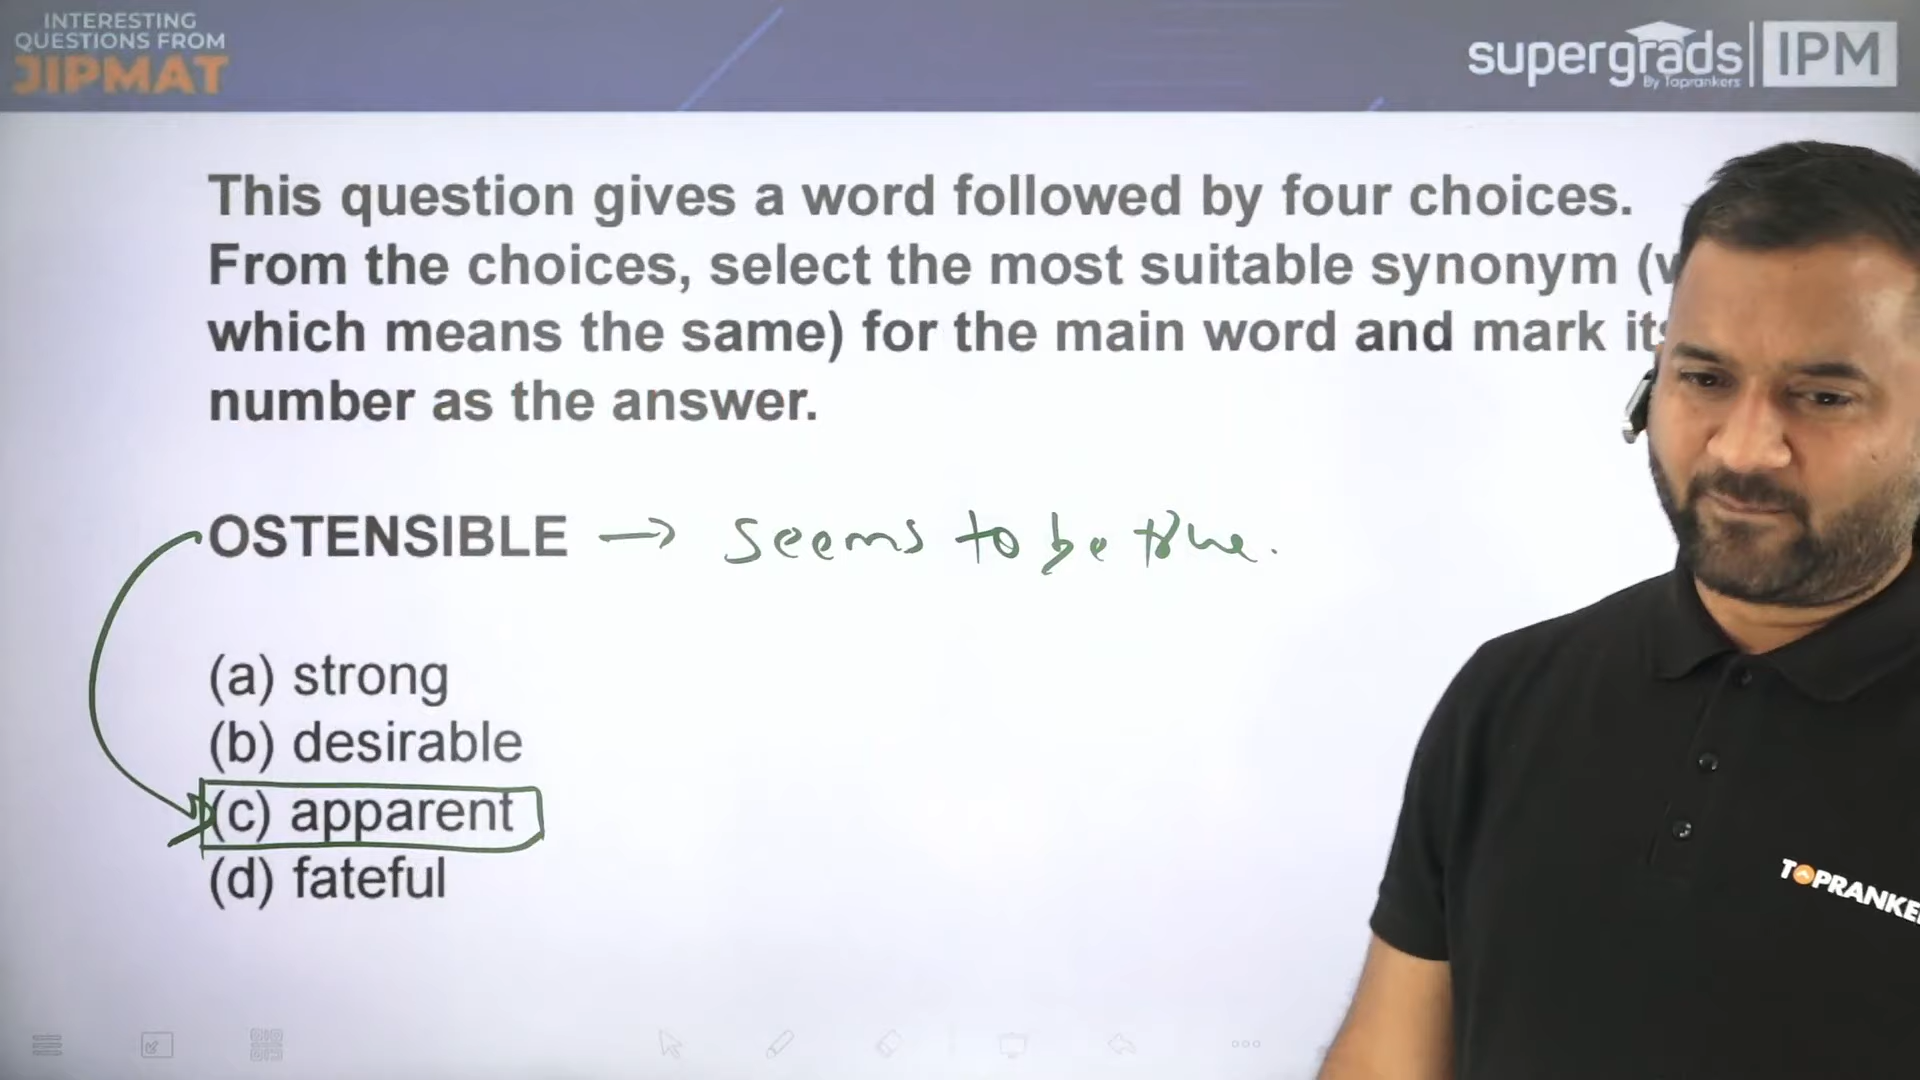 INTERESTING
QUESTIONS FROM
JIPMAT
supergrads IPM
By Toprankers
This question gives a word followed by four choices.
From the choices, select the most suitable synonym
which means the same) for the main word and mark its
number as the answer.
OSTENSIBLE → seems to be true.
(a) strong
(b) desirable
(c) apparent
(d) fateful